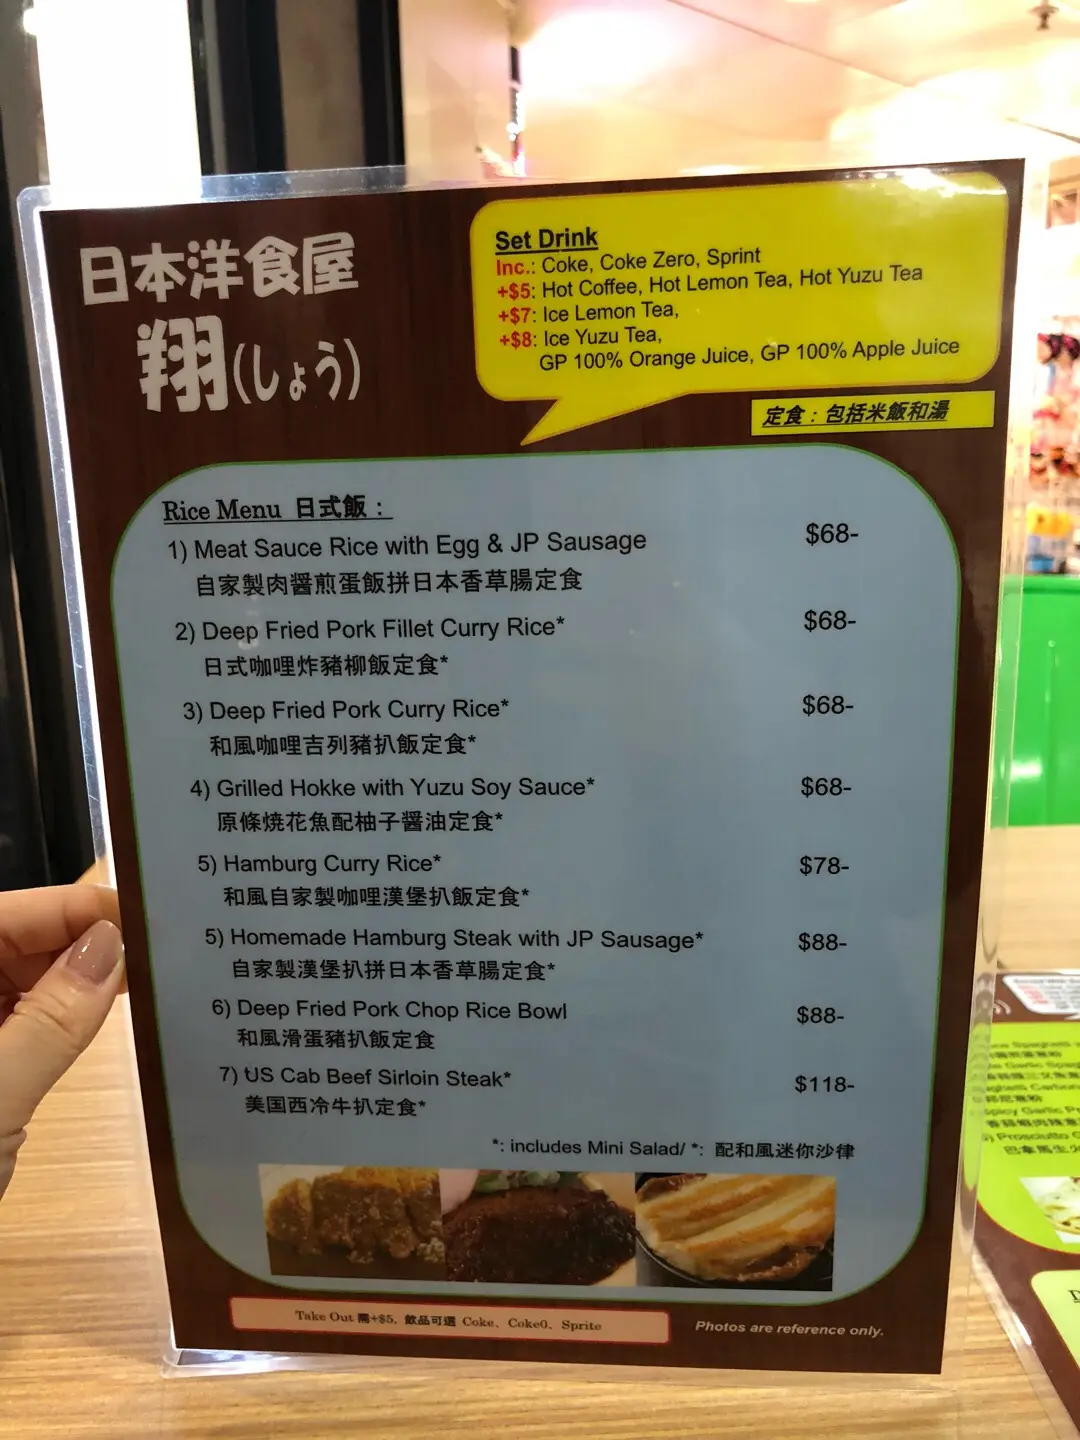 日本洋食屋
翔(しょう)
Set Drink
Inc.: Coke, Coke Zero, Sprint
+$5: Hot Coffee, Hot Lemon Tea, Hot Yuzu Tea
+$7: Ice Lemon Tea,
+$8: Ice Yuzu Tea,
GP 100% Orange Juice, GP 100% Apple Juice
定食：包括米飯和湯
Rice Menu 日式飯：
1) Meat Sauce Rice with Egg & JP Sausage $68-
自家製肉醬煎蛋飯拼日本香草腸定食
2) Deep Fried Pork Fillet Curry Rice* $68-
日式咖哩炸豬柳飯定食*
3) Deep Fried Pork Curry Rice* $68-
和風咖哩吉列豬扒飯定食*
4) Grilled Hokke with Yuzu Soy Sauce* $68-
原條燒花魚配柚子醬油定食*
5) Hamburg Curry Rice* $78-
和風自家製咖哩漢堡扒飯定食*
5) Homemade Hamburg Steak with JP Sausage* $88-
自家製漢堡扒拼日本香草腸定食*
6) Deep Fried Pork Chop Rice Bowl $88-
和風滑蛋豬扒飯定食
7) US Cab Beef Sirloin Steak* $118-
美国西冷牛扒定食*
*: includes Mini Salad/ *: 配和風迷你沙律
Take Out 需+$5, 飲品可選 Coke、Coke0、Sprite
Photos are reference only.